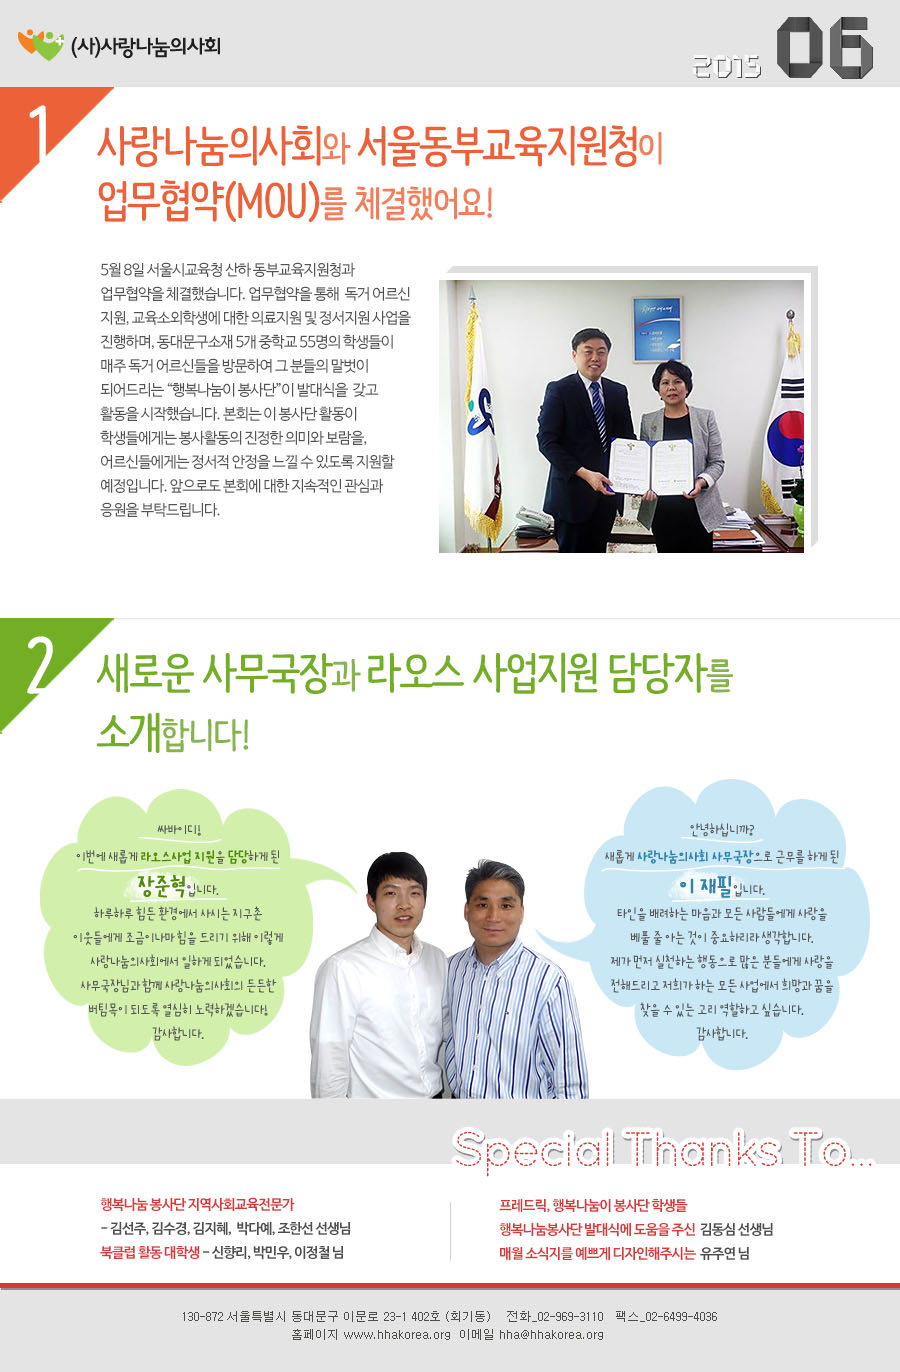 (사)사랑나눔의사회
2015 06
1
사랑나눔의사회와 서울동부교육지원청이
업무협약(MOU)를 체결했어요!
5월 8일 서울시교육청 산하 동부교육지원청과
업무협약을 체결했습니다. 업무협약을 통해 독거 어르신
지원, 교육소외학생에 대한 의료지원 및 정서지원 사업을
진행하며, 동대문구소재 5개 중학교 55명의 학생들이
매주 독거 어르신들을 방문하여 그 분들의 말벗이
되어드리는 “행복나눔이 봉사단”이 발대식을 갖고
활동을 시작했습니다. 본회는 이 봉사단 활동이
학생들에게는 봉사활동의 진정한 의미와 보람을,
어르신들에게는 정서적 안정을 느낄 수 있도록 지원할
예정입니다. 앞으로도 본회에 대한 지속적인 관심과
응원을 부탁드립니다.
2
새로운 사무국장과 라오스 사업지원 담당자를
소개합니다!
싸바이디!
이번에 새롭게 라오스사업 지원을 담당하게 된
장준혁입니다.
하루하루 힘든 환경에서 사시는 지구촌
이웃들에게 조금이나마 힘을 드리기 위해 이렇게
사랑나눔의사회에서 일하게 되었습니다.
사무국장님과 함께 사랑나눔의사회의 든든한
버팀목이 되도록 열심히 노력하겠습니다!
감사합니다.
안녕하십니까?
새롭게 사랑나눔의사회 사무국장으로 근무를 하게 된
이 재필입니다.
타인을 배려하는 마음과 모든 사람들에게 사랑을
베풀 줄 아는 것이 중요하리라 생각합니다.
제가 먼저 실천하는 행동으로 많은 분들에게 사랑을
전해드리고 저희가 하는 모든 사업에서 희망과 꿈을
찾을 수 있는 고리 역할하고 싶습니다.
감사합니다.
Special Thanks To...
행복나눔 봉사단 지역사회교육전문가
- 김선주, 김수경, 김지혜, 박다예, 조한선 선생님
북클럽 활동 대학생 - 신향리, 박민우, 이정철 님
프레드릭, 행복나눔이 봉사단 학생들
행복나눔봉사단 발대식에 도움을 주신 김동심 선생님
매월 소식지를 예쁘게 디자인해주시는 유주연 님
130-872 서울특별시 동대문구 이문로 23-1 402호 (회기동) 전화_02-969-3110 팩스_02-6499-4036
홈페이지 www.hhakorea.org 이메일 hha@hhakorea.org